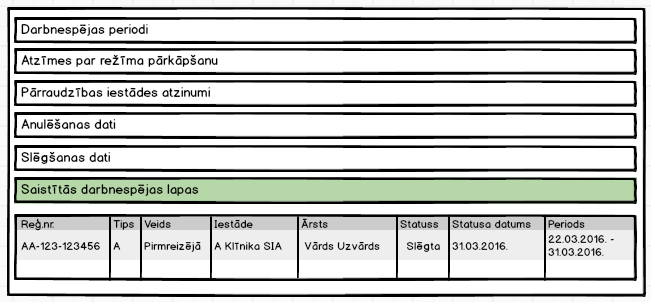 Darbnespējas periodi
Atzīmes par režīma pārkāpšanu
Pārraudzības iestādes atzinumi
Anulēšanas dati
Slēgšanas dati
Saistītās darbnespējas lapas
Reģ.nr. Tips Veids Iestāde Ārsts Statuss Statusa datums Periods
AA-123-123456 A Pirmreizējā A Klīnika SIA Vārds Uzvārds Slēgta 31.03.2016. 22.03.2016. -
31.03.2016.